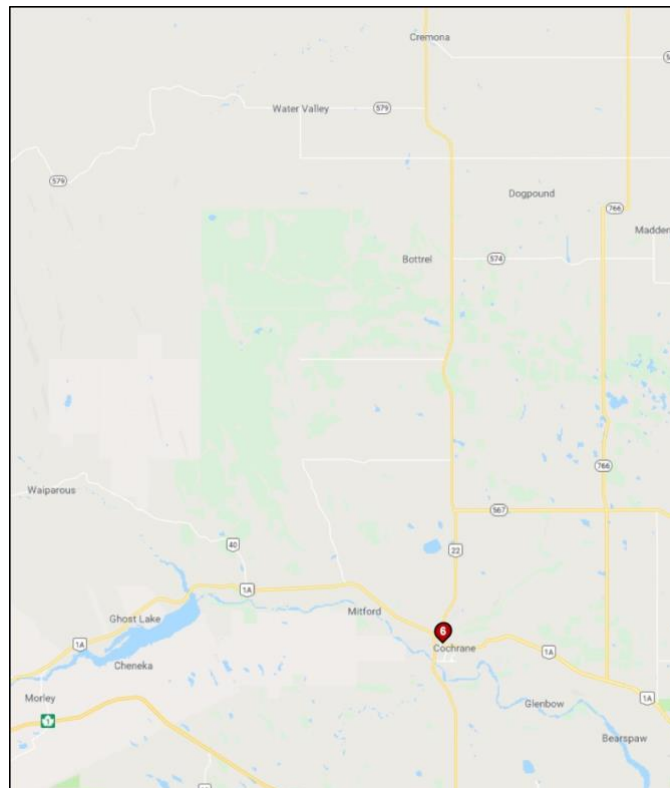 Cremona
Water Valley
579
579
Dogpound
766
Madden
Bottrel
574
766
Waiparous
567
40
22
1A
Mitford
6
Ghost Lake
1A
Cochrane
1A
Cheneka
Morley
1A
Glenbow
1
Bearspaw